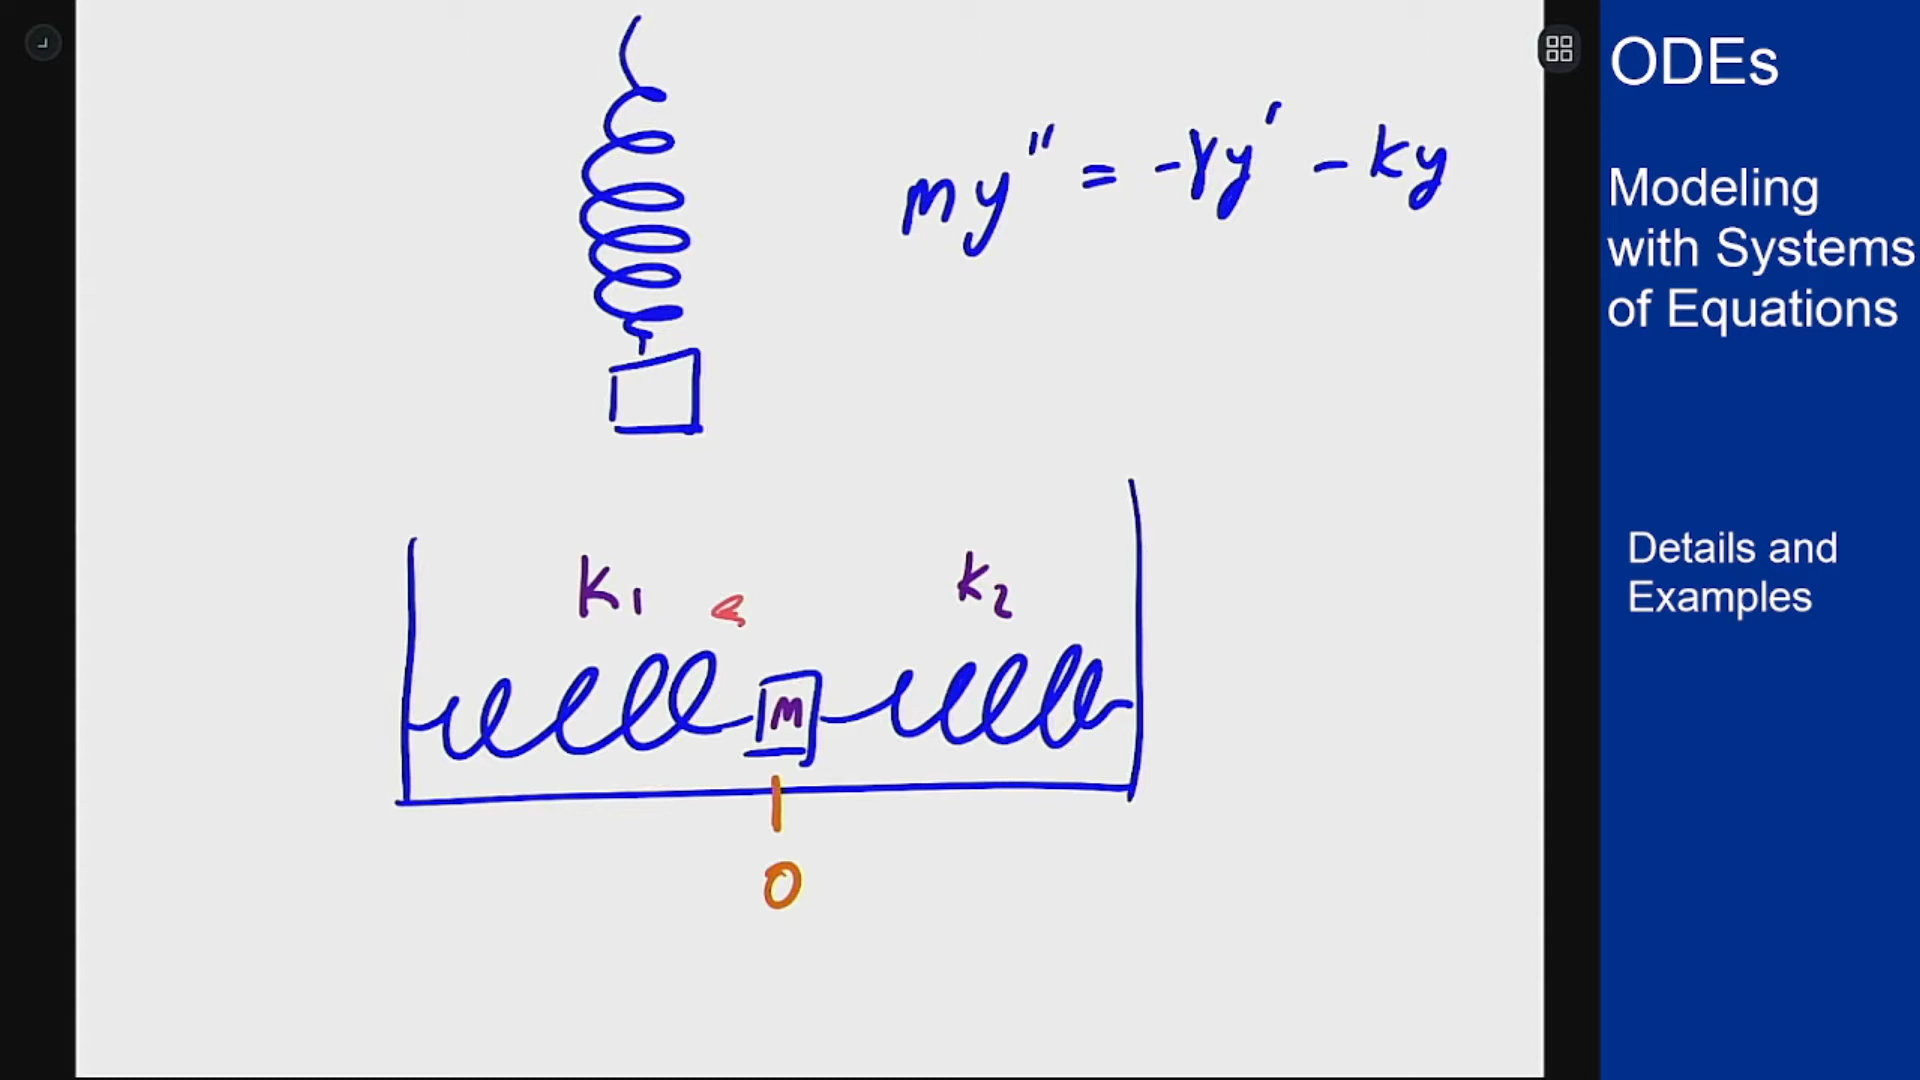 my'' = -γy' - ky
K₁
K₂
m
0
ODEs
Modeling
with Systems
of Equations
Details and
Examples